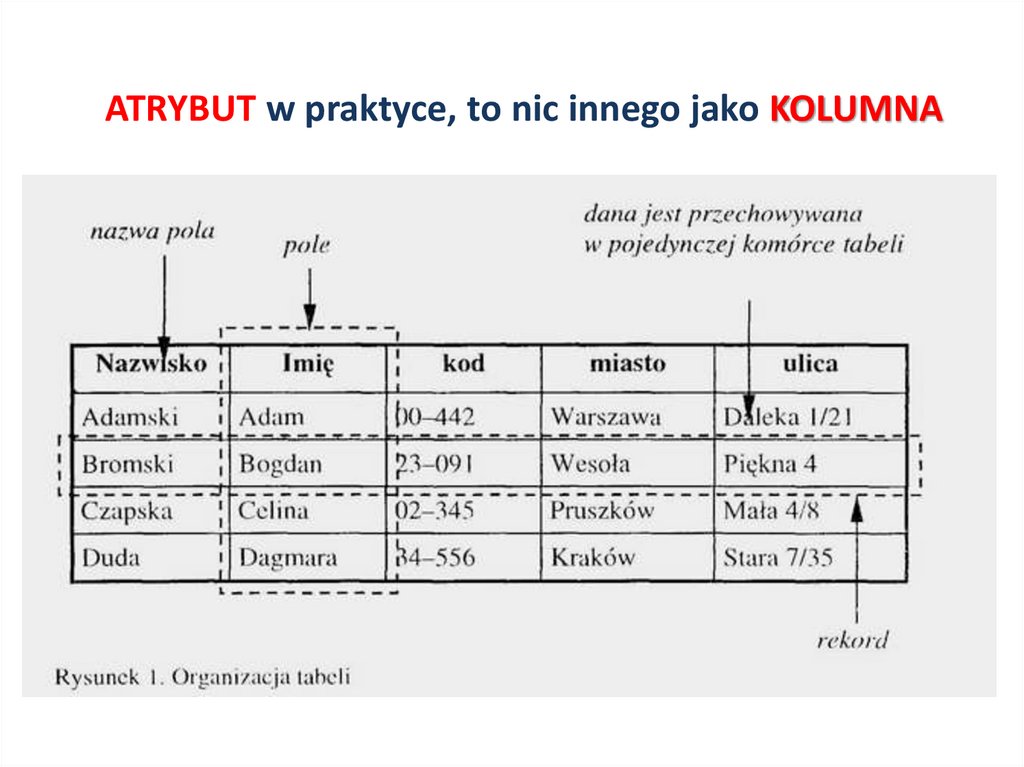 ATRYBUT w praktyce, to nic innego jako KOLUMNA
nazwa pola
pole
dana jest przechowywana
w pojedynczej komórce tabeli
Nazwisko Imię kod miasto ulica
Adamski Adam 00–442 Warszawa Daleka 1/21
Bromski Bogdan 23–091 Wesoła Piękna 4
Czapska Celina 02–345 Pruszków Mała 4/8
Duda Dagmara 34–556 Kraków Stara 7/35
rekord
Rysunek 1. Organizacja tabeli